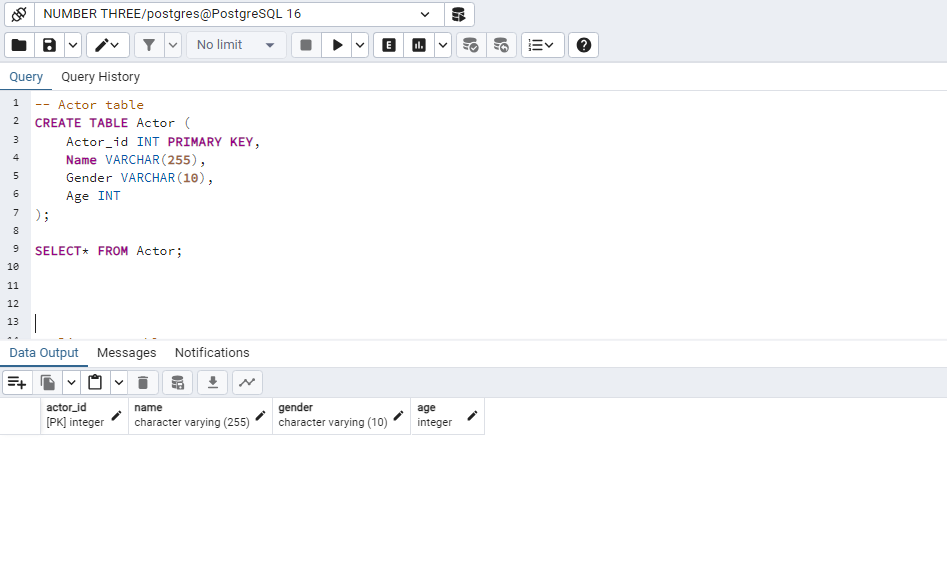 NUMBER THREE/postgres@PostgreSQL 16
No limit
E
Query Query History
1 -- Actor table
2 CREATE TABLE Actor (
3 Actor_id INT PRIMARY KEY,
4 Name VARCHAR(255),
5 Gender VARCHAR(10),
6 Age INT
7 );
8
9 SELECT* FROM Actor;
10
11
12
13
Data Output Messages Notifications
actor_id name gender age
[PK] integer character varying (255) character varying (10) integer